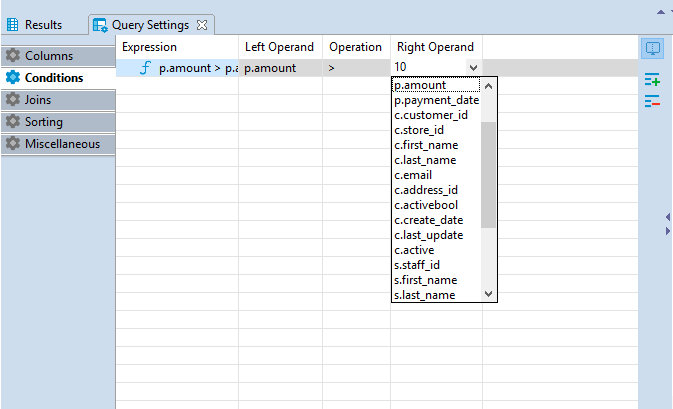 Results
Query Settings
Columns
Conditions
Joins
Sorting
Miscellaneous
Expression Left Operand Operation Right Operand
p.amount > p.a p.amount > 10
p.amount
p.payment_date
c.customer_id
c.store_id
c.first_name
c.last_name
c.email
c.address_id
c.activebool
c.create_date
c.last_update
c.active
s.staff_id
s.first_name
s.last_name